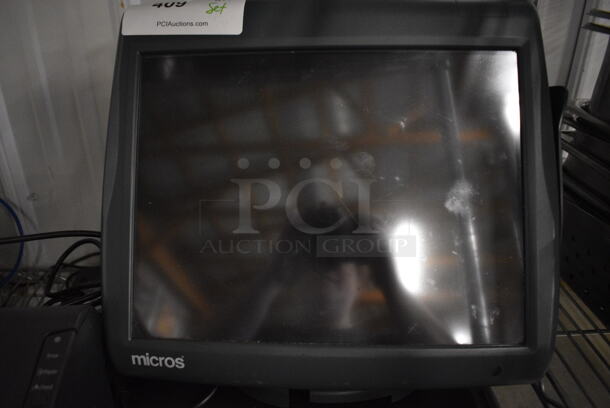 409
Set
PCIAuctions.com
PCI
AUCTION GROUP
micros